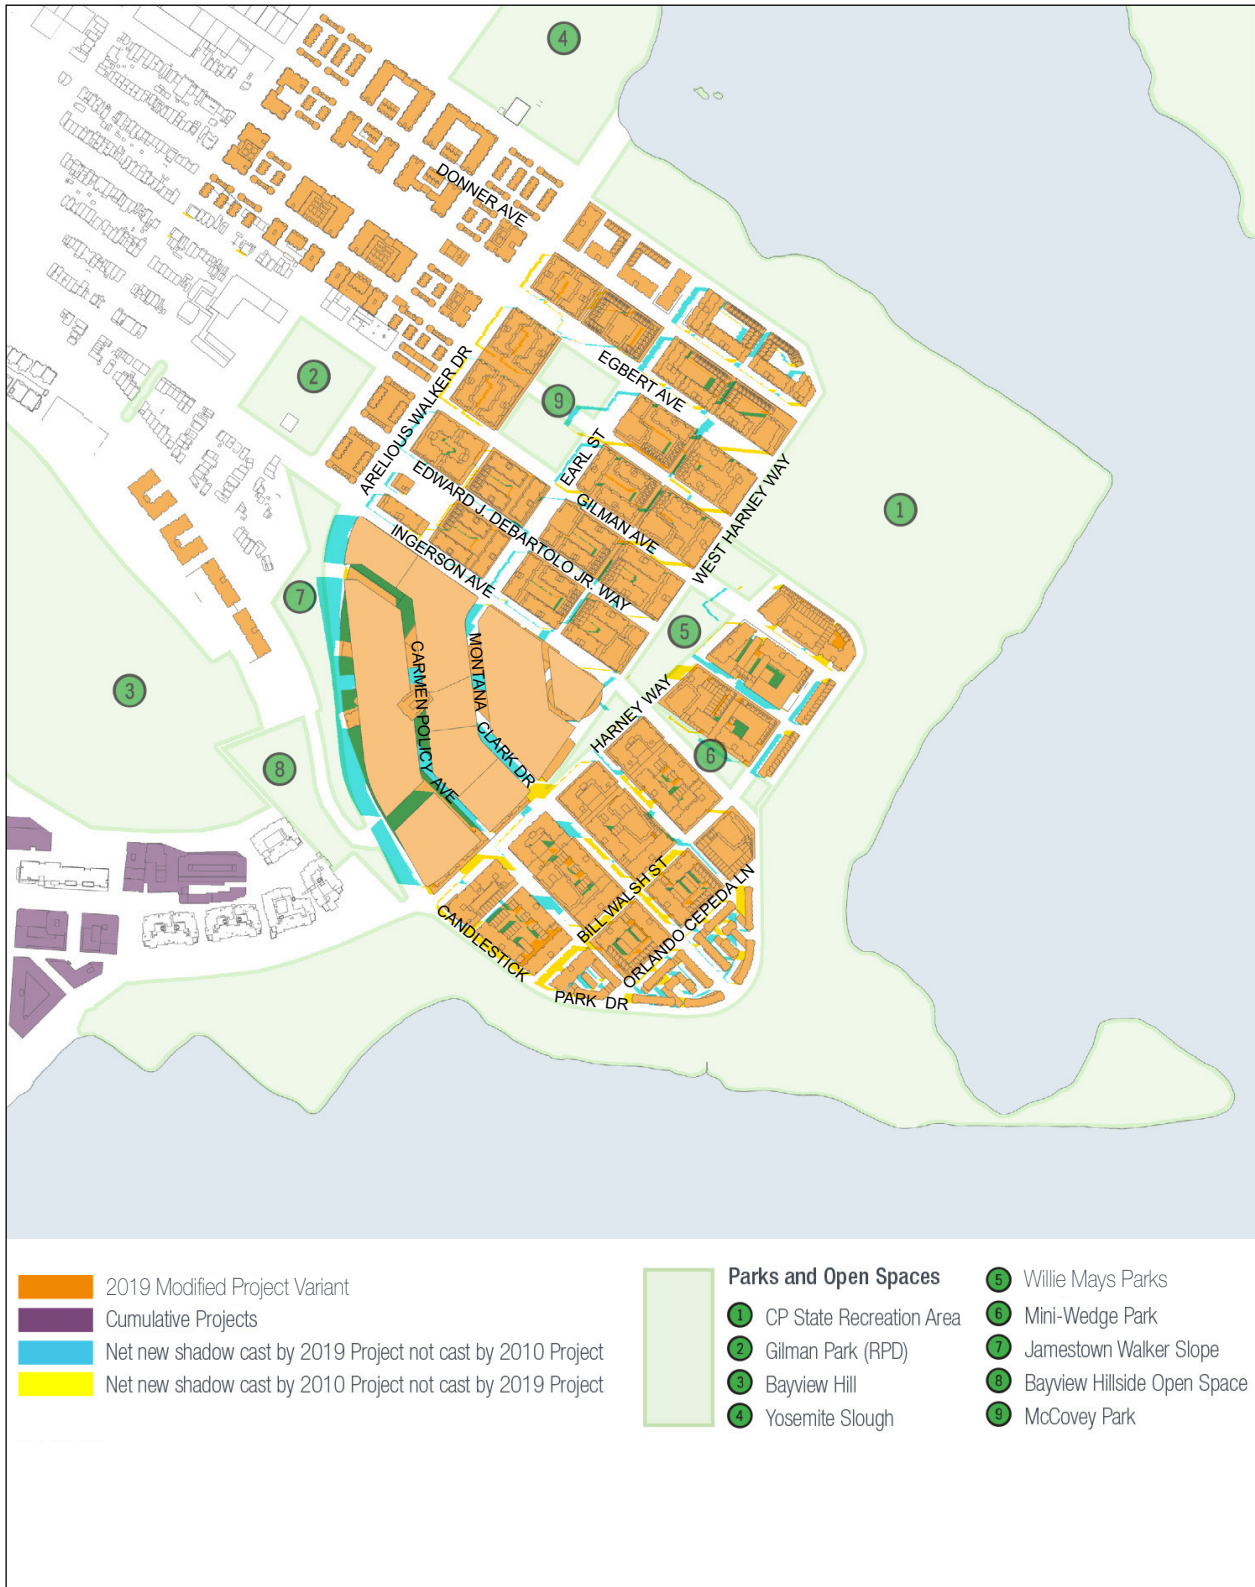 4
DONNER AVE
2
ARELIOUS WALKER DR
EGBERT AVE
9
EARL ST
1
EDWARD J. DEBARTOLO JR. WAY
GILMAN AVE
WEST HARNEY WAY
INGERSON AVE
7
5
3
CARMEN POLICY AVE
MONTANA
CLARK DR
HARNEY WAY
6
8
BILL WALSH ST
ORLANDO CEPEDA LN
CANDLESTICK
PARK DR
2019 Modified Project Variant
Cumulative Projects
Net new shadow cast by 2019 Project not cast by 2010 Project
Net new shadow cast by 2010 Project not cast by 2019 Project
Parks and Open Spaces
1 CP State Recreation Area
2 Gilman Park (RPD)
3 Bayview Hill
4 Yosemite Slough
5 Willie Mays Parks
6 Mini-Wedge Park
7 Jamestown Walker Slope
8 Bayview Hillside Open Space
9 McCovey Park